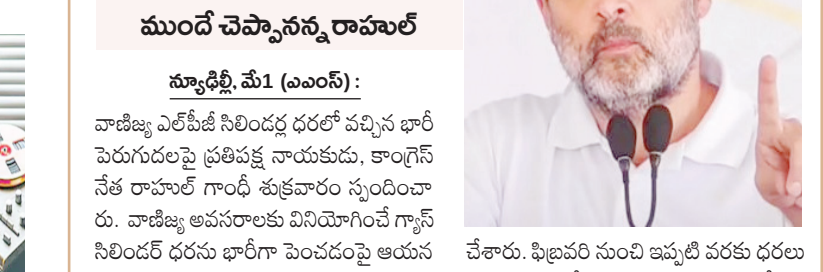 ముందే చెప్పానన్న రాహుల్
న్యూఢిల్లీ, మే1 (ఎఎంస్) :
వాణిజ్య ఎల్‌పీజీ సిలిండర్ల ధరలో వచ్చిన భారీ
పెరుగుదలపై ప్రతిపక్ష నాయకుడు, కాంగ్రెస్
నేత రాహుల్ గాంధీ శుక్రవారం స్పందించా
రు. వాణిజ్య అవసరాలకు వినియోగించే గ్యాస్
సిలిండర్ ధరను భారీగా పెంచడంపై ఆయన
చేశారు. ఫిబ్రవరి నుంచి ఇప్పటి వరకు ధరలు